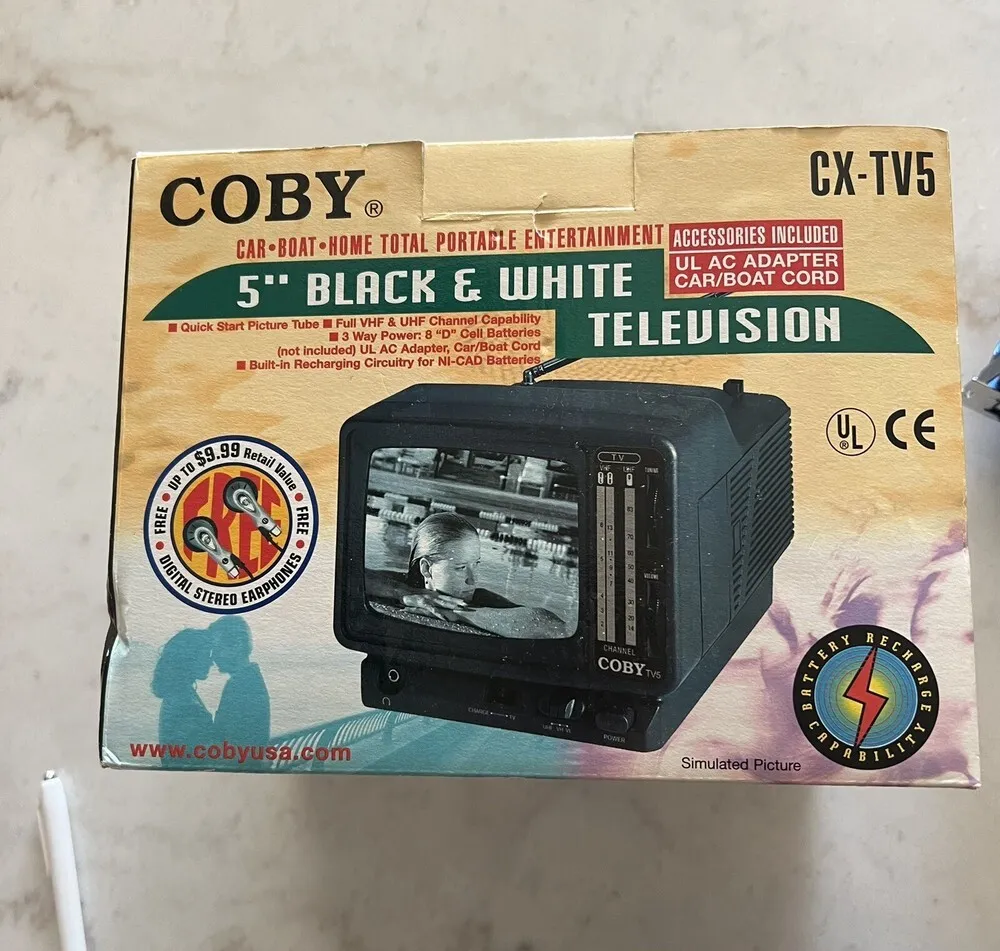 COBY®
CX-TV5
CAR•BOAT•HOME TOTAL PORTABLE ENTERTAINMENT
ACCESSORIES INCLUDED
UL AC ADAPTER
CAR/BOAT CORD
5" BLACK & WHITE
TELEVISION
■ Quick Start Picture Tube ■ Full VHF & UHF Channel Capability
■ 3 Way Power: 8 "D" Cell Batteries
(not included) UL AC Adapter, Car/Boat Cord
■ Built-in Recharging Circuitry for NI-CAD Batteries
UL®
CE
UP TO $9.99 Retail Value
• FREE •
FREE
• FREE •
DIGITAL STEREO EARPHONES
TV
VHF UHF TUNING
VOLUME
CHANNEL
COBY TV5
CHARGE TV
POWER
BATTERY RECHARGE
CAPABILITY
www.cobyusa.com
Simulated Picture